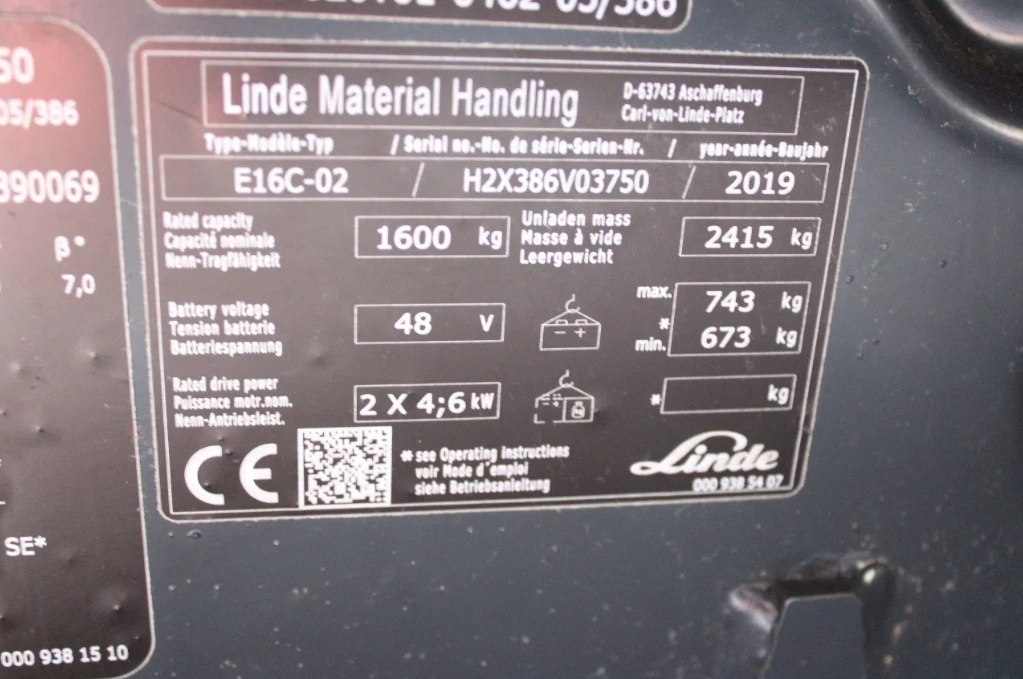 05/386
50
05/386
390069
β°
7,0
SE*
000 938 15 10
Linde Material Handling
D-63743 Aschaffenburg
Carl-von-Linde-Platz
Type-Modèle-Typ / Serial no.-No. de série-Serien-Nr. / year-année-Baujahr
E16C-02 / H2X386V03750 / 2019
Rated capacity
Capacité nominale
Nenn-Tragfähigkeit
1600 kg
Unladen mass
Masse à vide
Leergewicht
2415 kg
Battery voltage
Tension batterie
Batteriespannung
48 V
max. 743 kg
*
min. 673 kg
Rated drive power
Puissance motr.nom.
Nenn-Antriebsleist.
2 X 4;6 kW
* kg
CE
* see Operating Instructions
voir Mode d'emploi
siehe Betriebsanleitung
Linde
000 938 54 07